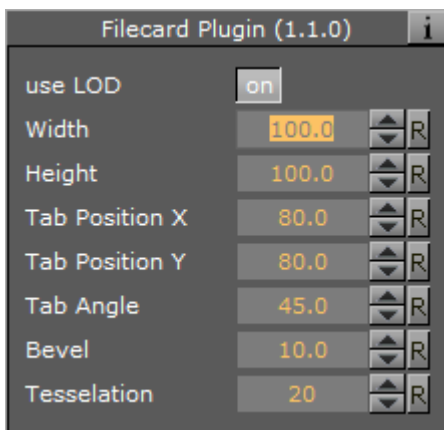 Filecard Plugin (1.1.0) i
use LOD on
Width 100.0 R
Height 100.0 R
Tab Position X 80.0 R
Tab Position Y 80.0 R
Tab Angle 45.0 R
Bevel 10.0 R
Tesselation 20 R